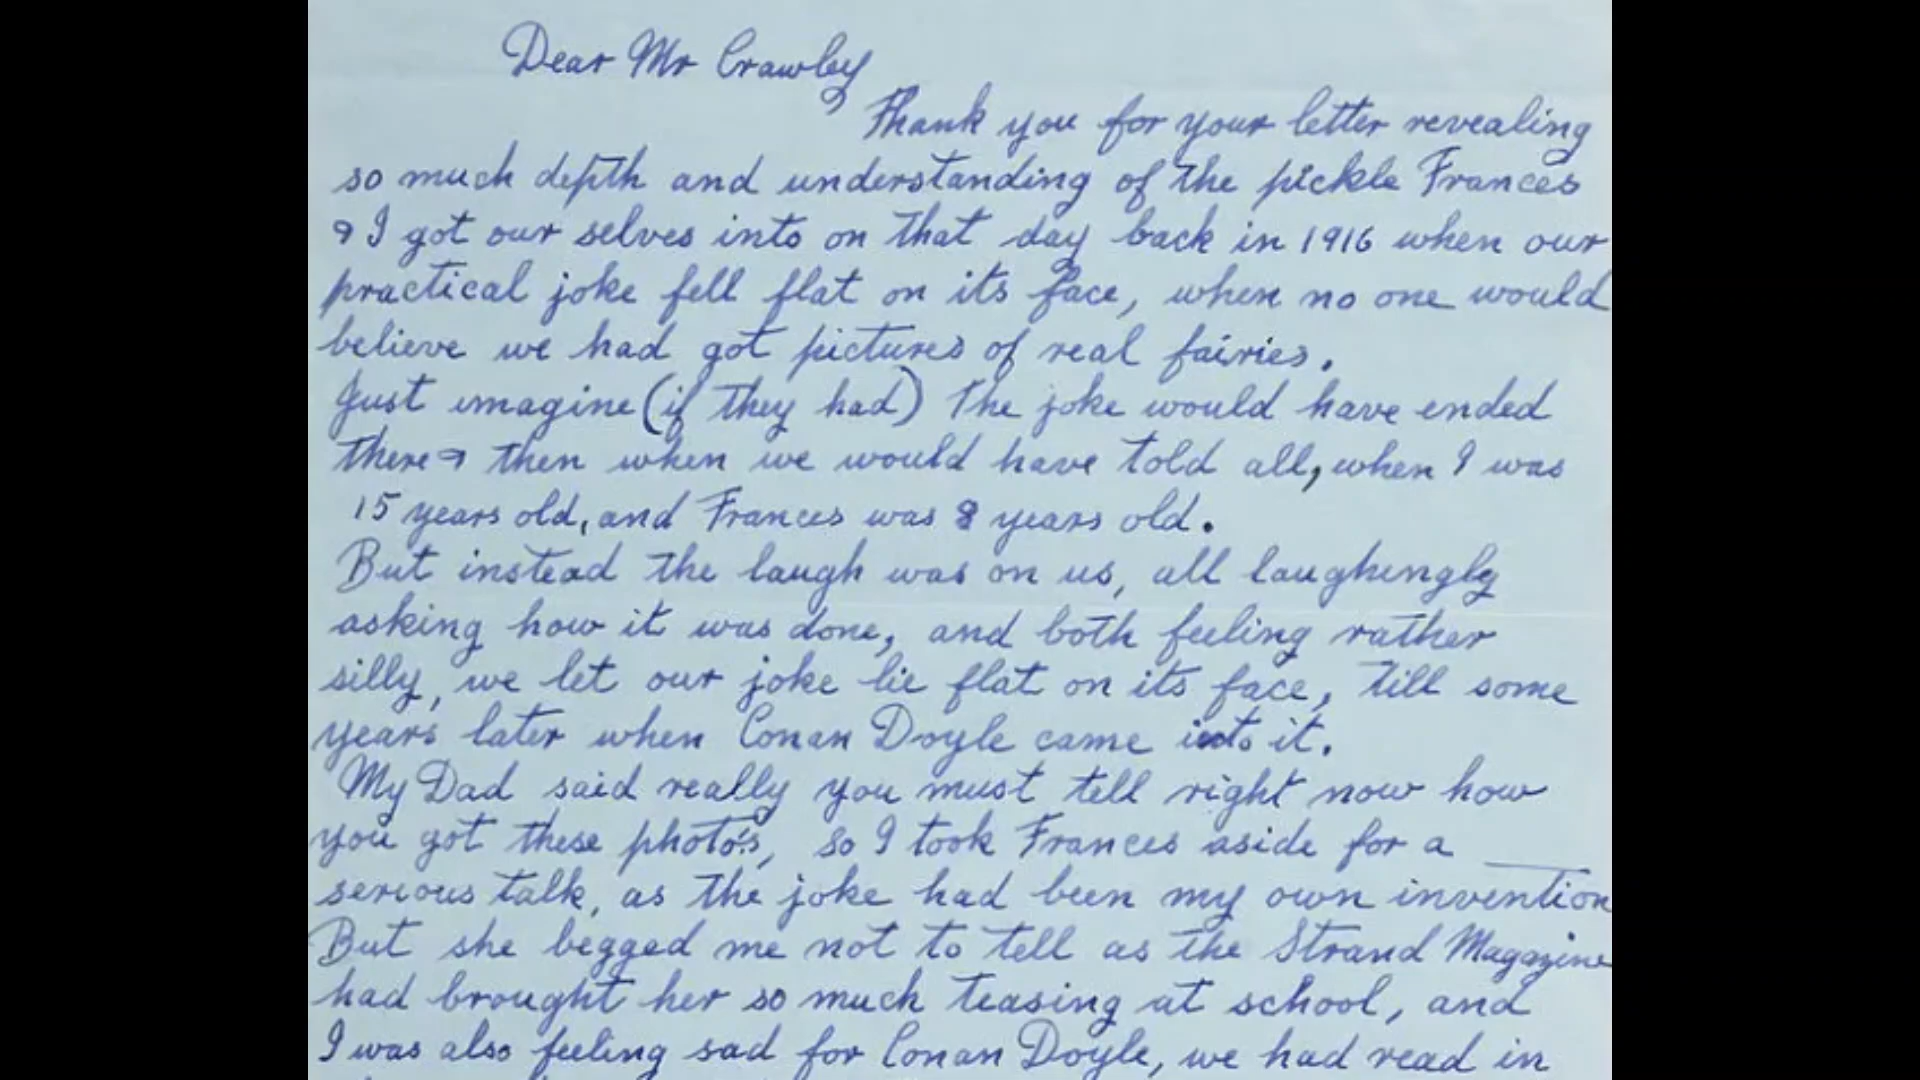 Dear Mr Crawley
Thank you for your letter revealing
so much depth and understanding of the pickle Frances
& I got our selves into on that day back in 1916 when our
practical joke fell flat on its face, when no one would
believe we had got pictures of real fairies.
Just imagine (if they had) the joke would have ended
there & then when we would have told all, when I was
15 years old, and Frances was 8 years old.
But instead the laugh was on us, all laughingly
asking how it was done, and both feeling rather
silly, we let our joke lie flat on its face, till some
years later when Conan Doyle came into it.
My Dad said really you must tell right now how
you got these photo's, so I took Frances aside for a
serious talk, as the joke had been my own invention
But she begged me not to tell as the Strand Magazine
had brought her so much teasing at school, and
I was also feeling sad for Conan Doyle, we had read in